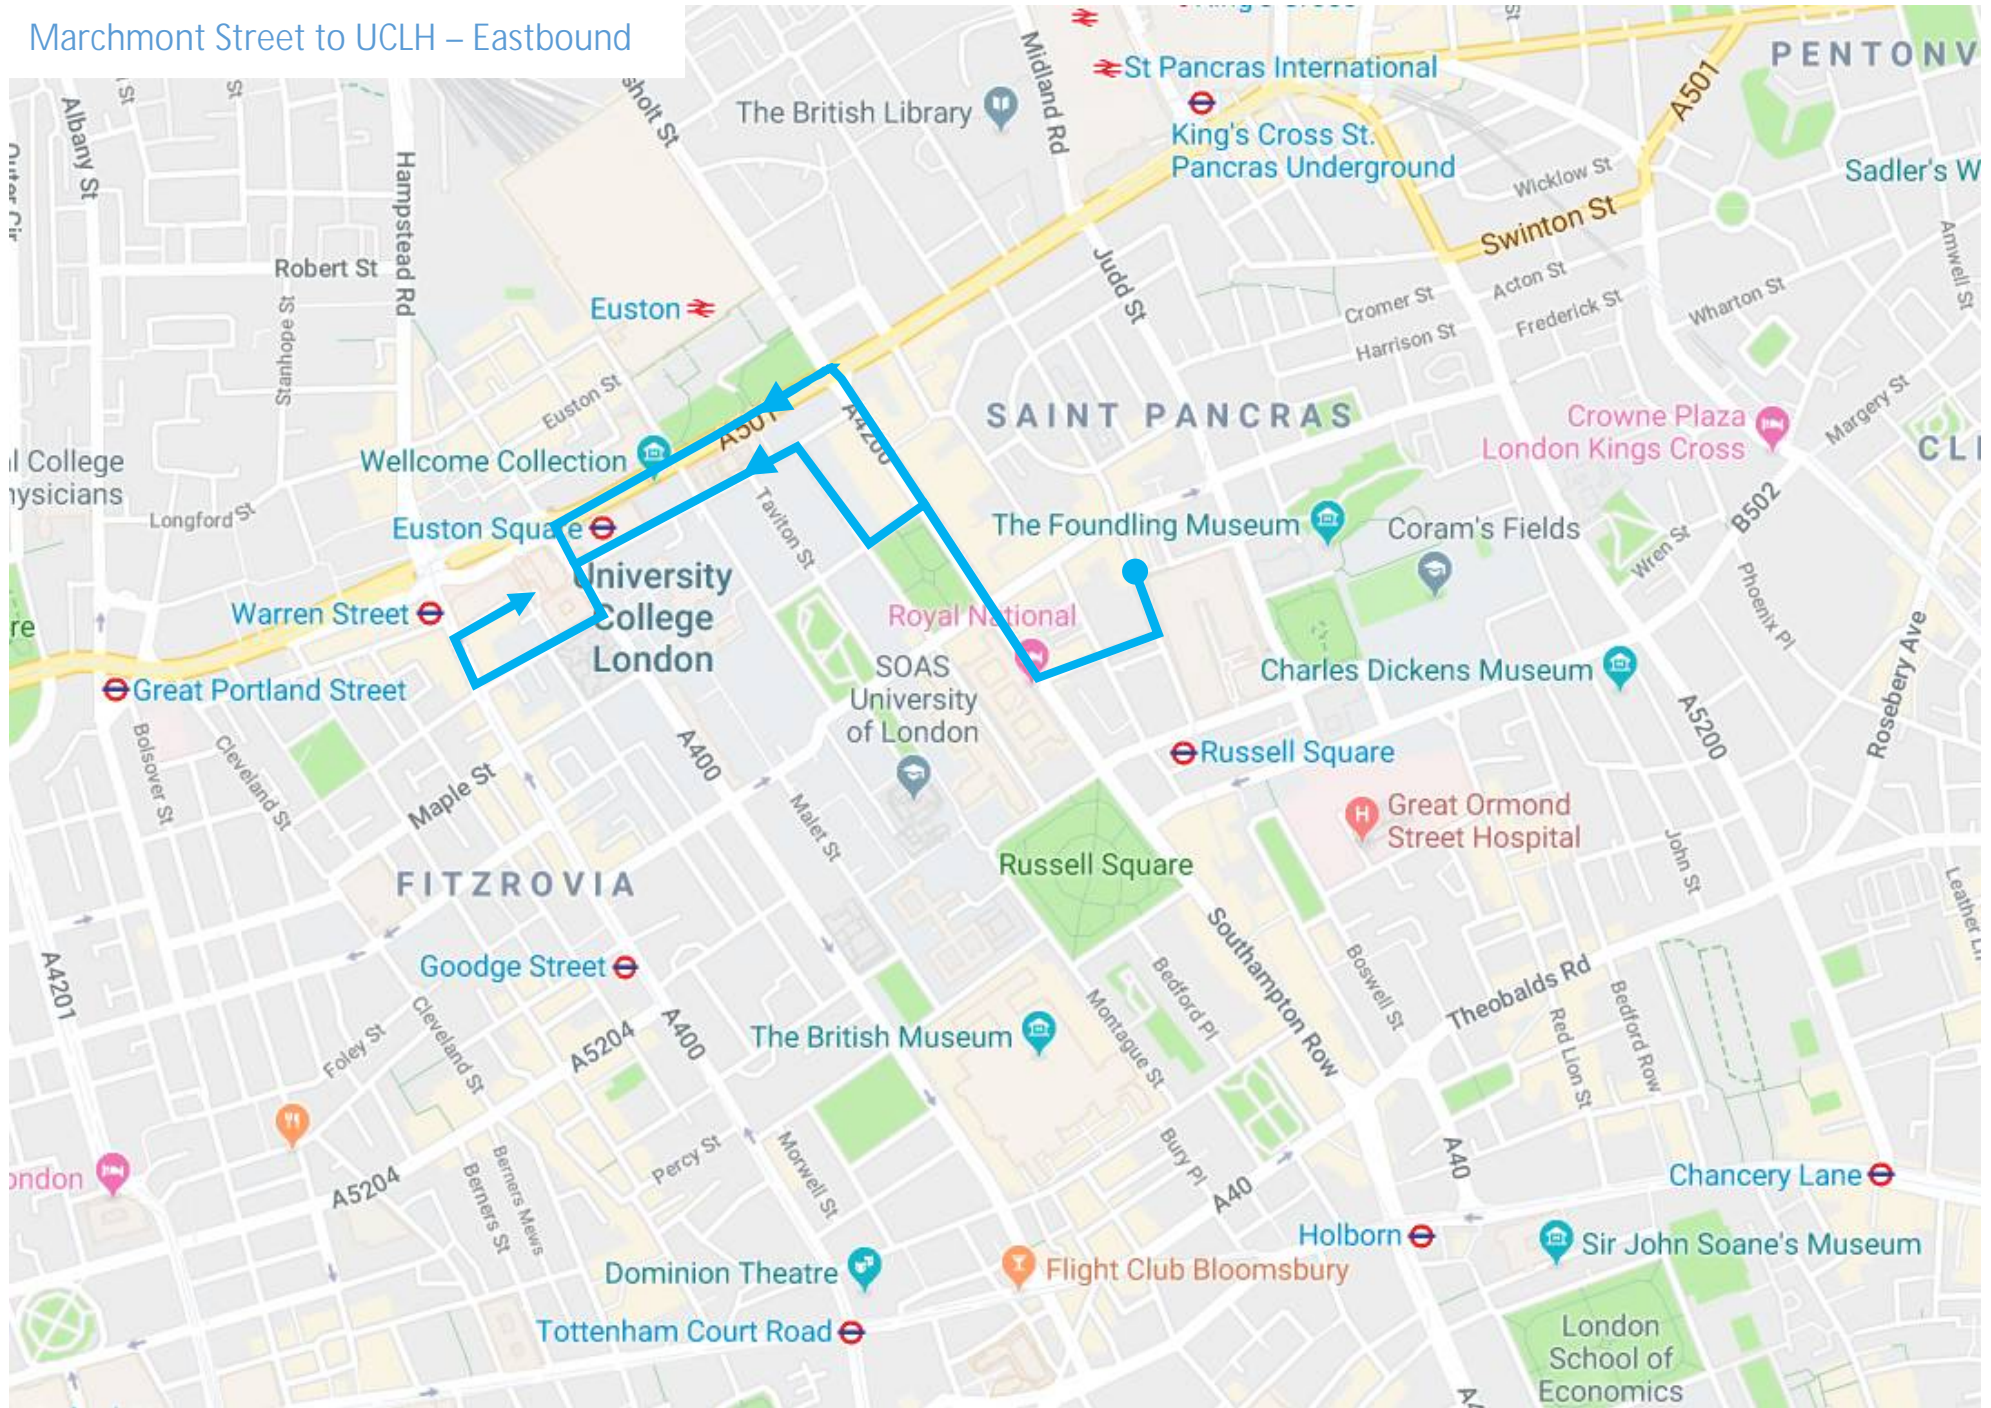 Marchmont Street to UCLH – Eastbound
PENTONV
St Pancras International
Midland Rd
The British Library
A501
King's Cross St.
Pancras Underground
Albany St
St
St
St
Hampstead Rd
Wicklow St
Sadler's W
Swinton St
Amwell St
Robert St
Judd St
Acton St
Cromer St
Frederick St
Wharton St
Euston
Stanhope St
Harrison St
Euston St
A501
A4200
SAINT PANCRAS
Crowne Plaza
London Kings Cross
Margery St
CL
l College
ysicians
Wellcome Collection
Longford St
Euston Square
Taviton St
The Foundling Museum
Coram's Fields
B502
Wren St
Phoenix Pl
University
College
London
Warren Street
re
Royal National
SOAS
University
of London
Charles Dickens Museum
Great Portland Street
A5200
Rosebery Ave
Bolsover St
Cleveland St
Maple St
A400
Russell Square
Malet St
Great Ormond
Street Hospital
John St
Russell Square
FITZROVIA
Leather L
Southampton Row
Boswell St
Theobalds Rd
A4201
Goodge Street
Bedford Pl
Montague St
Red Lion St
Bedford Row
Foley St
Cleveland St
A5204
A400
The British Museum
Percy St
Morwell St
Bury Pl
A40
A40
ondon
A5204
Berners St
Berners Mews
Chancery Lane
Holborn
Sir John Soane's Museum
Dominion Theatre
Flight Club Bloomsbury
Tottenham Court Road
London
School of
Economics